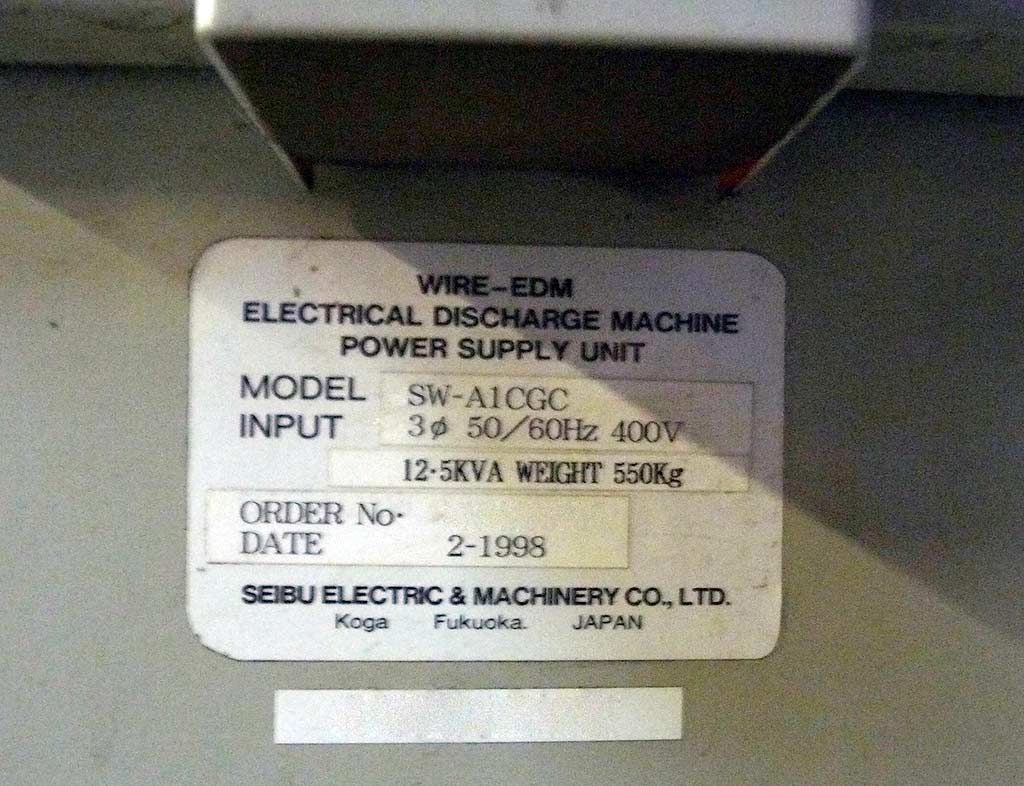 WIRE-EDM
ELECTRICAL DISCHARGE MACHINE
POWER SUPPLY UNIT
MODEL SW-A1CGC
INPUT 3ø 50/60Hz 400V
12·5KVA WEIGHT 550Kg
ORDER No·
DATE 2-1998
SEIBU ELECTRIC & MACHINERY CO., LTD.
Koga Fukuoka. JAPAN